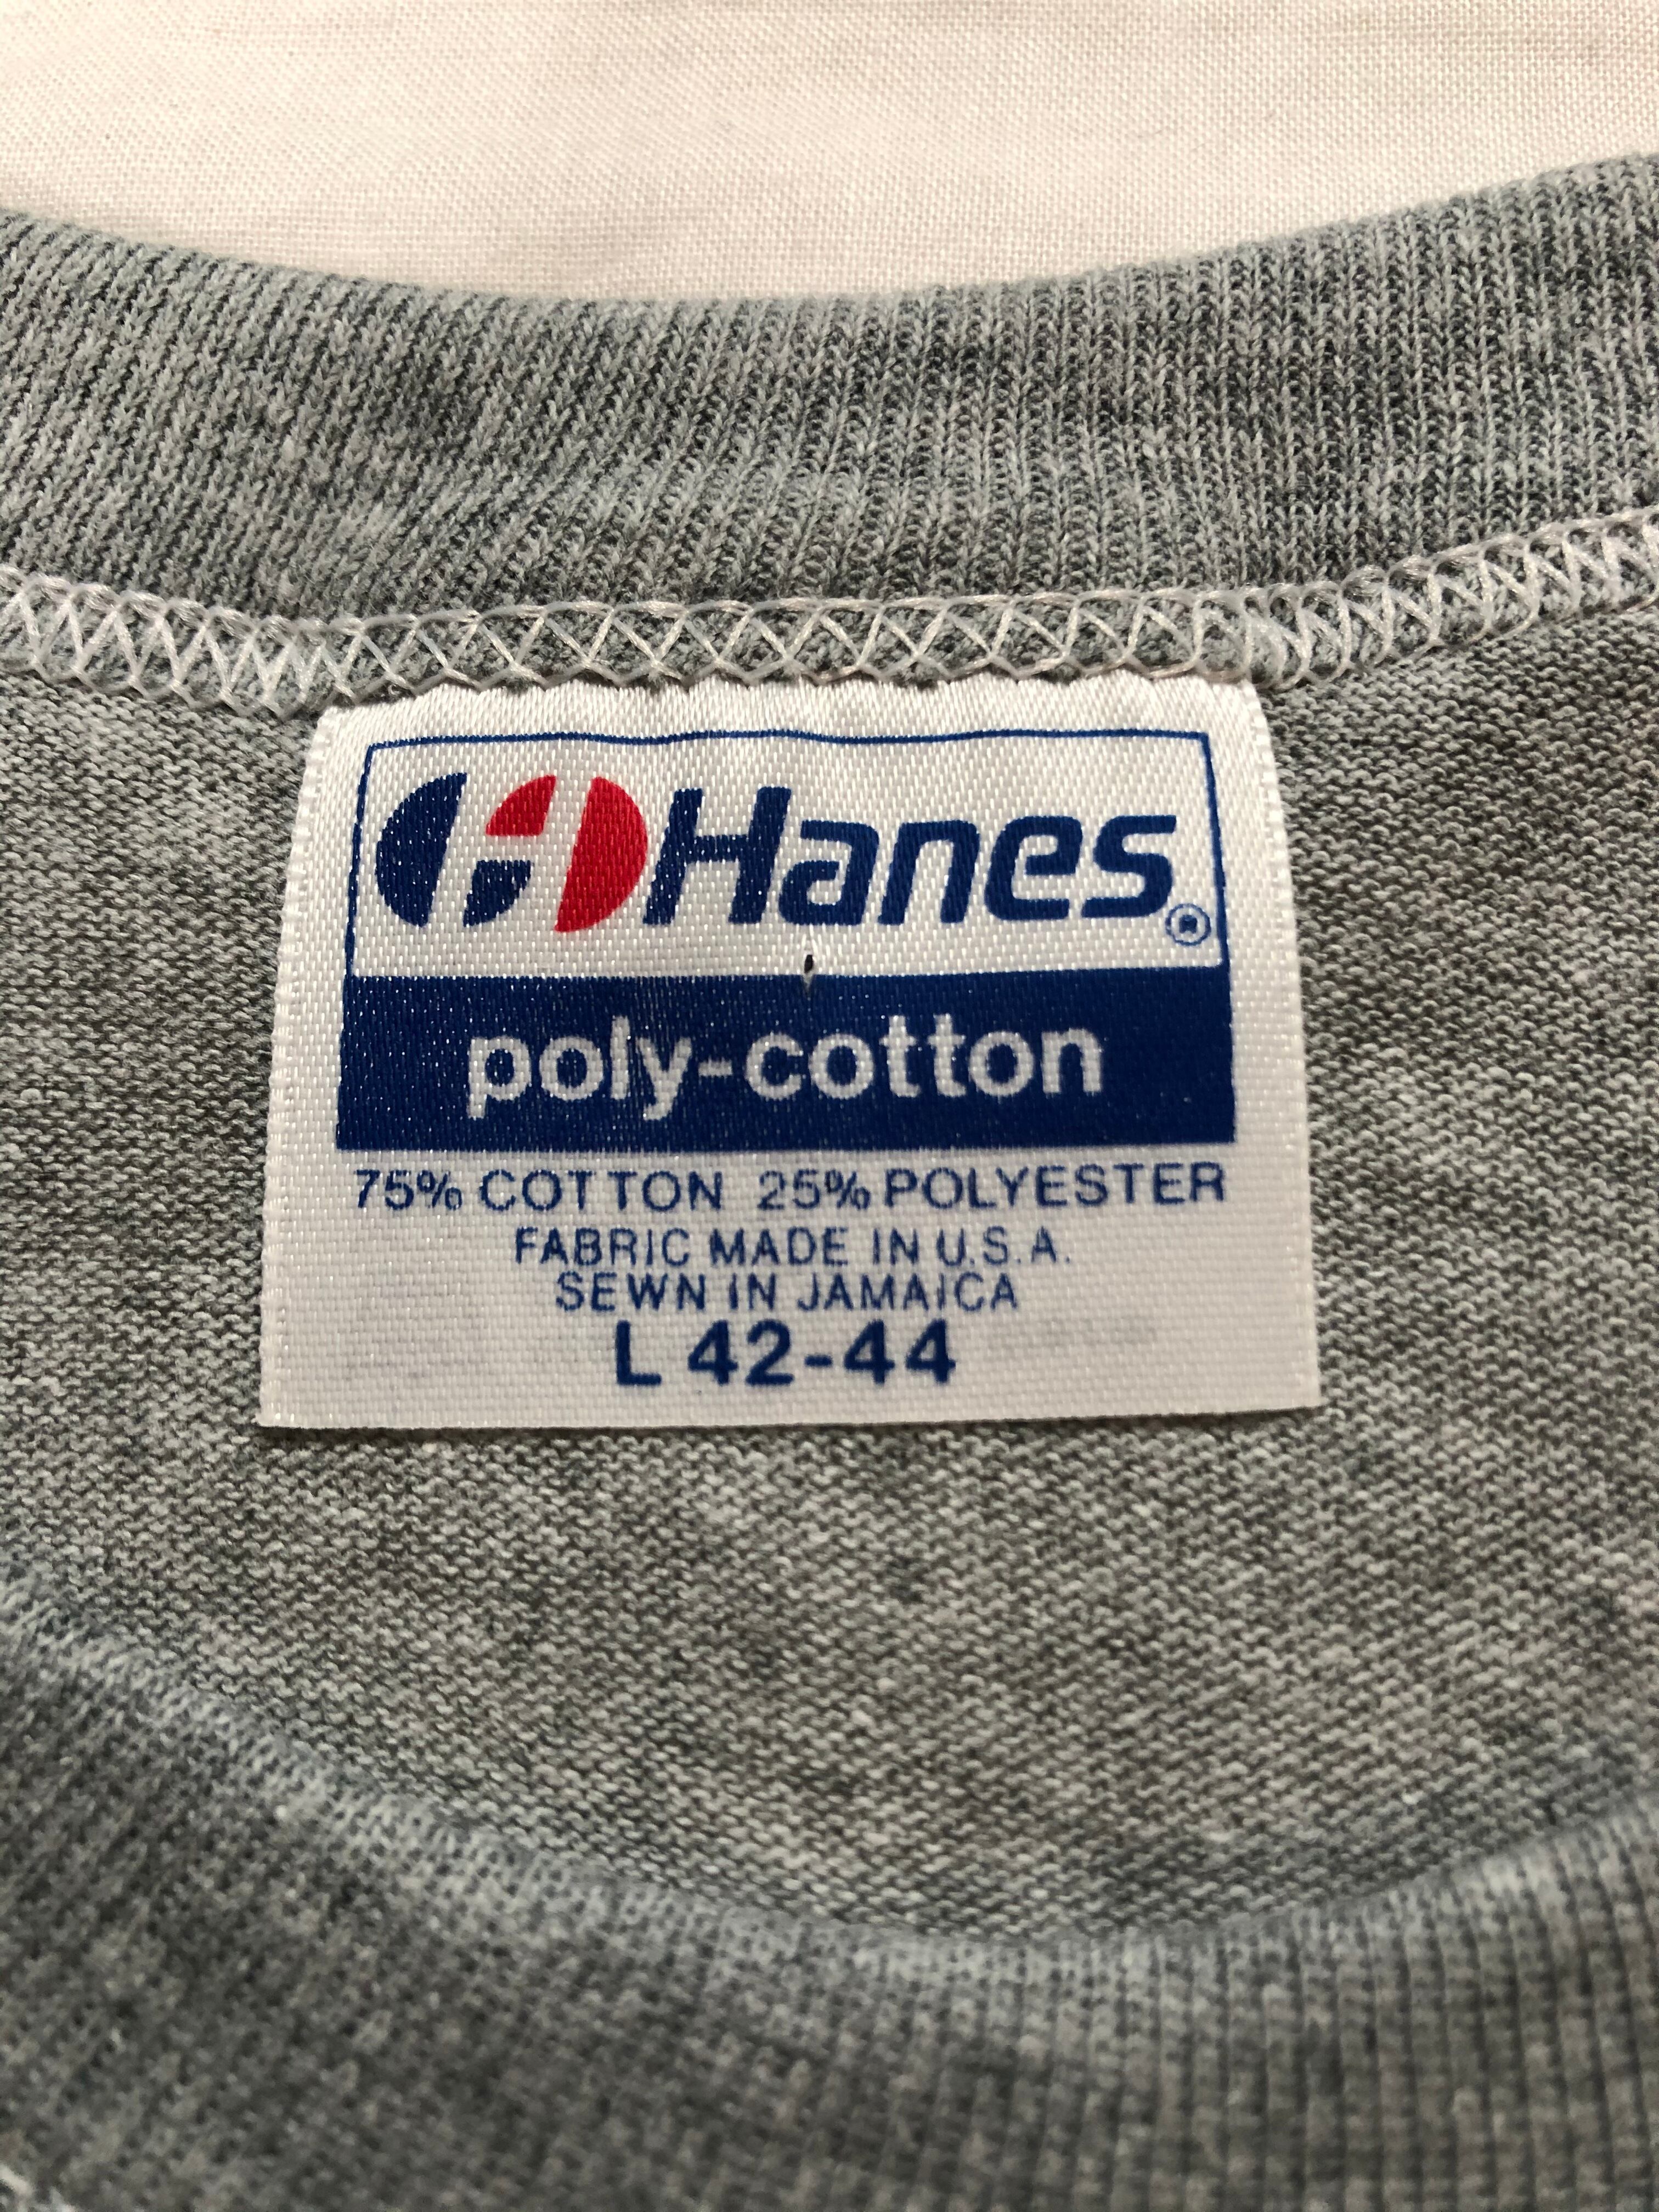 Hanes®
poly-cotton
75% COTTON 25% POLYESTER
FABRIC MADE IN U.S.A.
SEWN IN JAMAICA
L 42-44